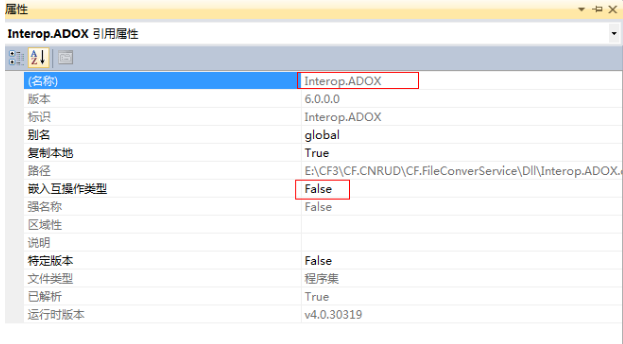 属性
Interop.ADOX 引用属性
(名称) Interop.ADOX
版本 6.0.0.0
标识 Interop.ADOX
别名 global
复制本地 True
路径 E:\CF3\CF.CNRUD\CF.FileConverService\Dll\Interop.ADOX.
嵌入互操作类型 False
强名称 False
区域性
说明
特定版本 False
文件类型 程序集
已解析 True
运行时版本 v4.0.30319